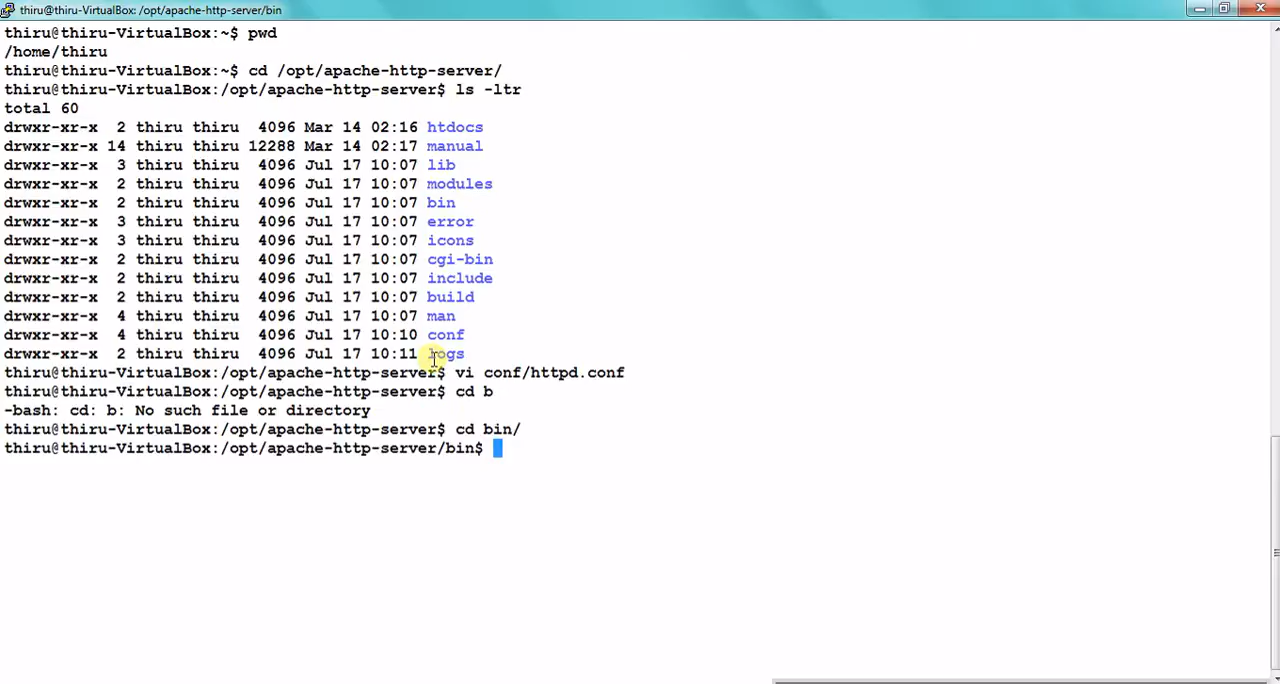 thiru@thiru-VirtualBox: /opt/apache-http-server/bin
thiru@thiru-VirtualBox:~$ pwd
/home/thiru
thiru@thiru-VirtualBox:~$ cd /opt/apache-http-server/
thiru@thiru-VirtualBox:/opt/apache-http-server$ ls -ltr
total 60
drwxr-xr-x  2 thiru thiru  4096 Mar 14 02:16 htdocs
drwxr-xr-x 14 thiru thiru 12288 Mar 14 02:17 manual
drwxr-xr-x  3 thiru thiru  4096 Jul 17 10:07 lib
drwxr-xr-x  2 thiru thiru  4096 Jul 17 10:07 modules
drwxr-xr-x  2 thiru thiru  4096 Jul 17 10:07 bin
drwxr-xr-x  3 thiru thiru  4096 Jul 17 10:07 error
drwxr-xr-x  3 thiru thiru  4096 Jul 17 10:07 icons
drwxr-xr-x  2 thiru thiru  4096 Jul 17 10:07 cgi-bin
drwxr-xr-x  2 thiru thiru  4096 Jul 17 10:07 include
drwxr-xr-x  2 thiru thiru  4096 Jul 17 10:07 build
drwxr-xr-x  4 thiru thiru  4096 Jul 17 10:07 man
drwxr-xr-x  4 thiru thiru  4096 Jul 17 10:10 conf
drwxr-xr-x  2 thiru thiru  4096 Jul 17 10:11 logs
thiru@thiru-VirtualBox:/opt/apache-http-server$ vi conf/httpd.conf
thiru@thiru-VirtualBox:/opt/apache-http-server$ cd b
-bash: cd: b: No such file or directory
thiru@thiru-VirtualBox:/opt/apache-http-server$ cd bin/
thiru@thiru-VirtualBox:/opt/apache-http-server/bin$